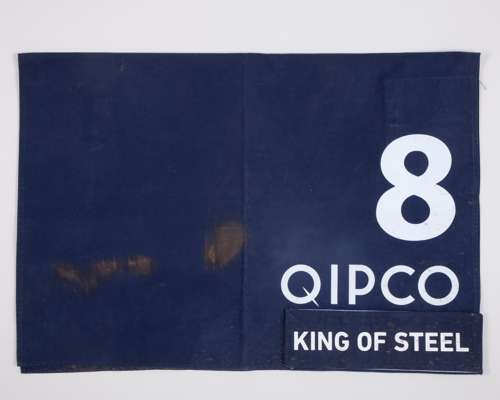 8
QIPCO
KING OF STEEL